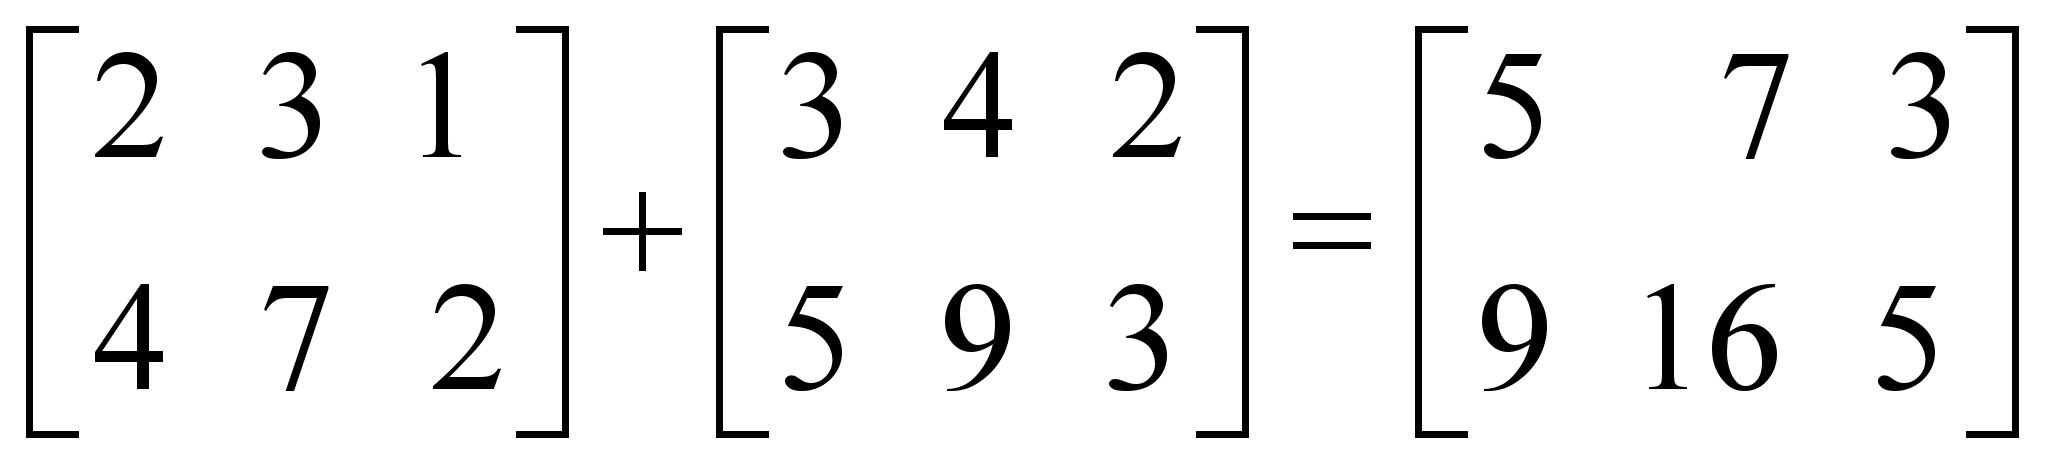 [2 3 1] + [3 4 2] = [5 7 3]
[4 7 2] [5 9 3] [9 16 5]